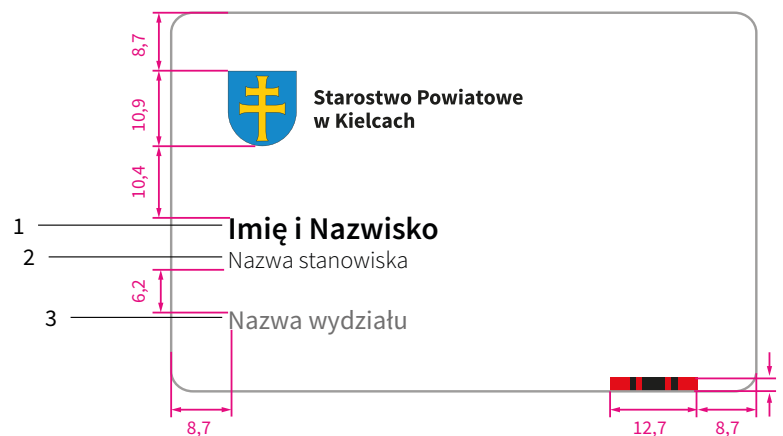 8,7
10,9
Starostwo Powiatowe
w Kielcach
10,4
1
Imię i Nazwisko
2
Nazwa stanowiska
6,2
3
Nazwa wydziału
8,7
12,7
8,7